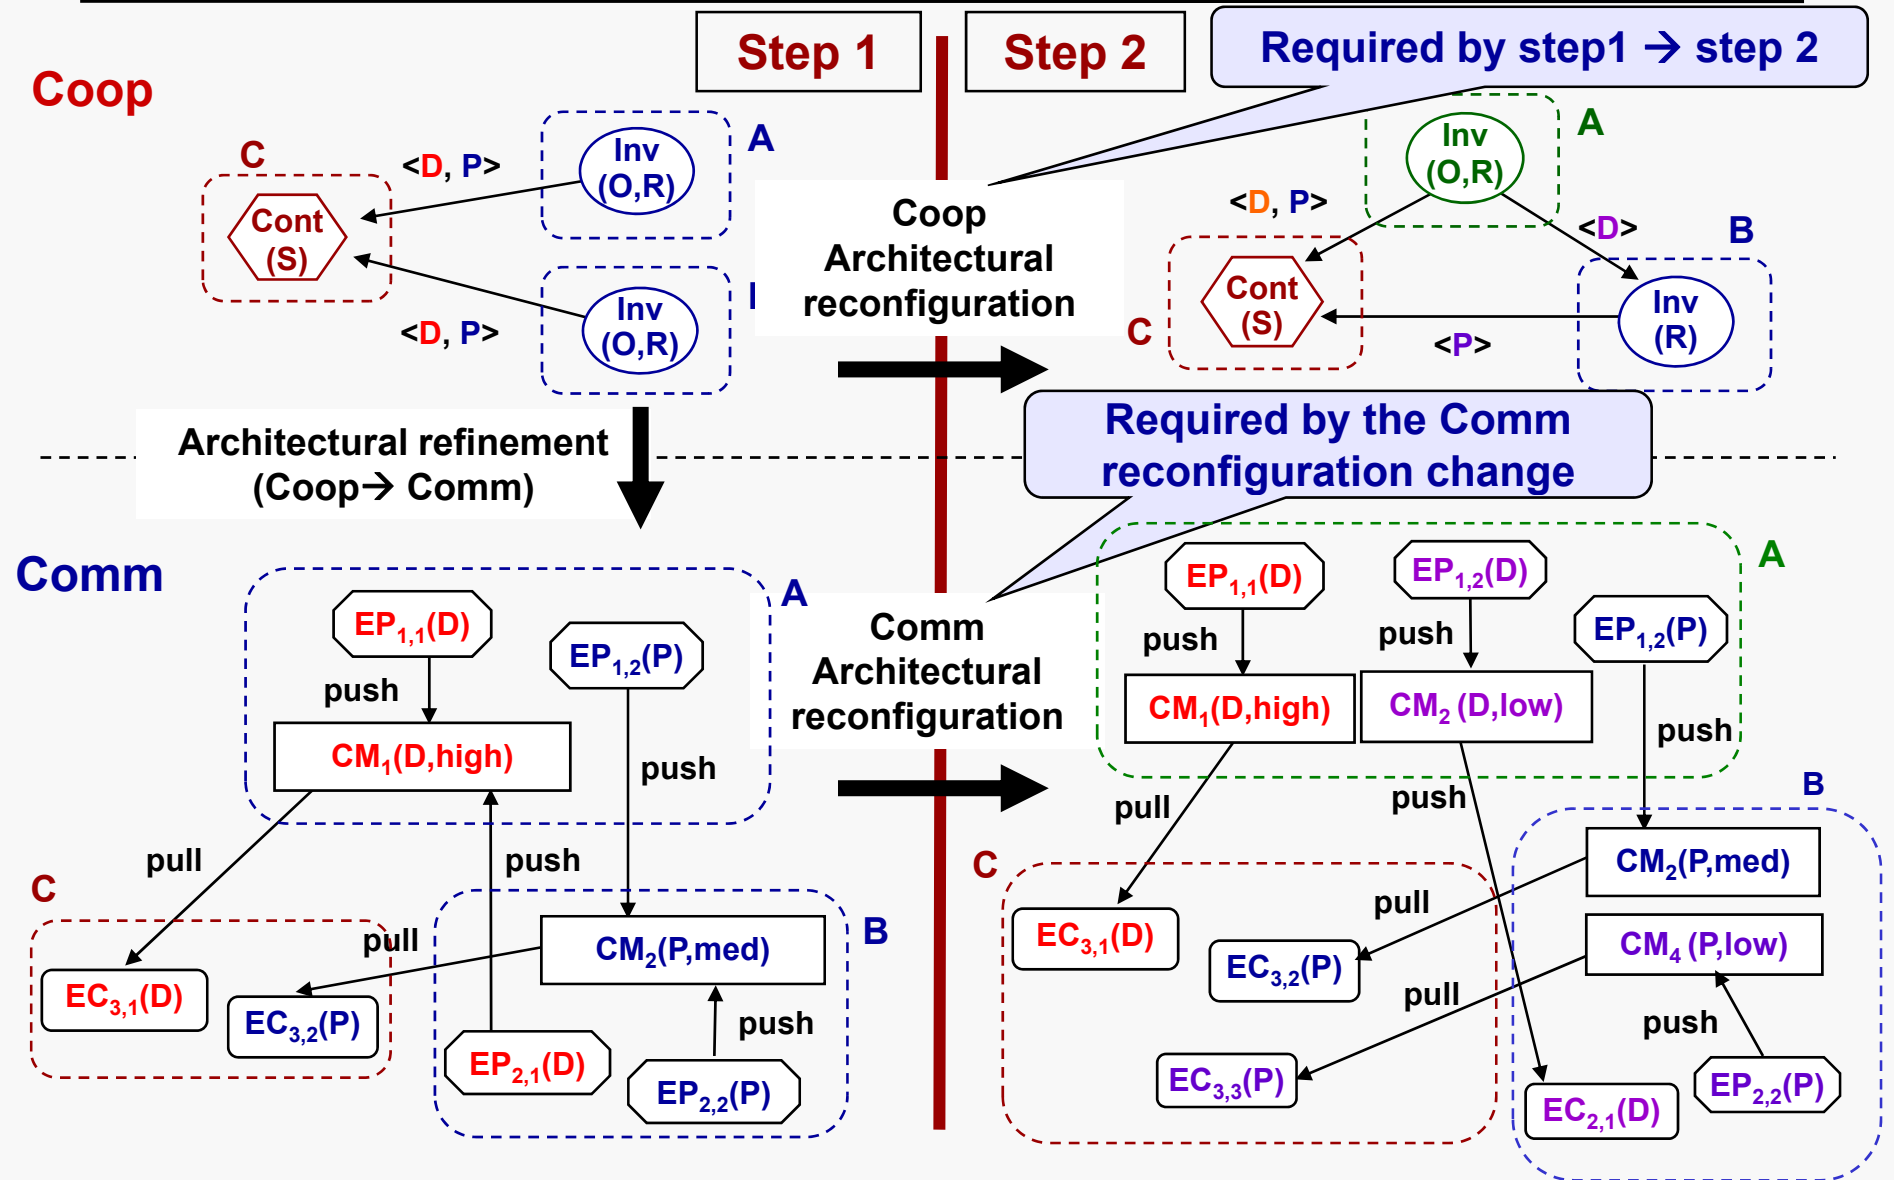 Step 1
Step 2
Required by step1 → step 2
Coop
C
<D, P>
Inv
(O,R)
A
Cont
(S)
<D, P>
Inv
(O,R)
Coop
Architectural
reconfiguration
Inv
(O,R)
A
<D, P>
<D>
B
Cont
(S)
C
<P>
Inv
(R)
Architectural refinement
(Coop→ Comm)
Required by the Comm
reconfiguration change
Comm
A
EP1,1(D)
EP1,2(P)
push
CM1(D,high)
push
pull
push
C
pull
CM2(P,med)
B
EC3,1(D)
EC3,2(P)
push
EP2,1(D)
EP2,2(P)
Comm
Architectural
reconfiguration
A
EP1,1(D)
EP1,2(D)
EP1,2(P)
push
push
CM1(D,high)
CM2 (D,low)
push
pull
push
B
C
CM2(P,med)
pull
EC3,1(D)
CM4 (P,low)
EC3,2(P)
pull
push
EC3,3(P)
EP2,2(P)
EC2,1(D)